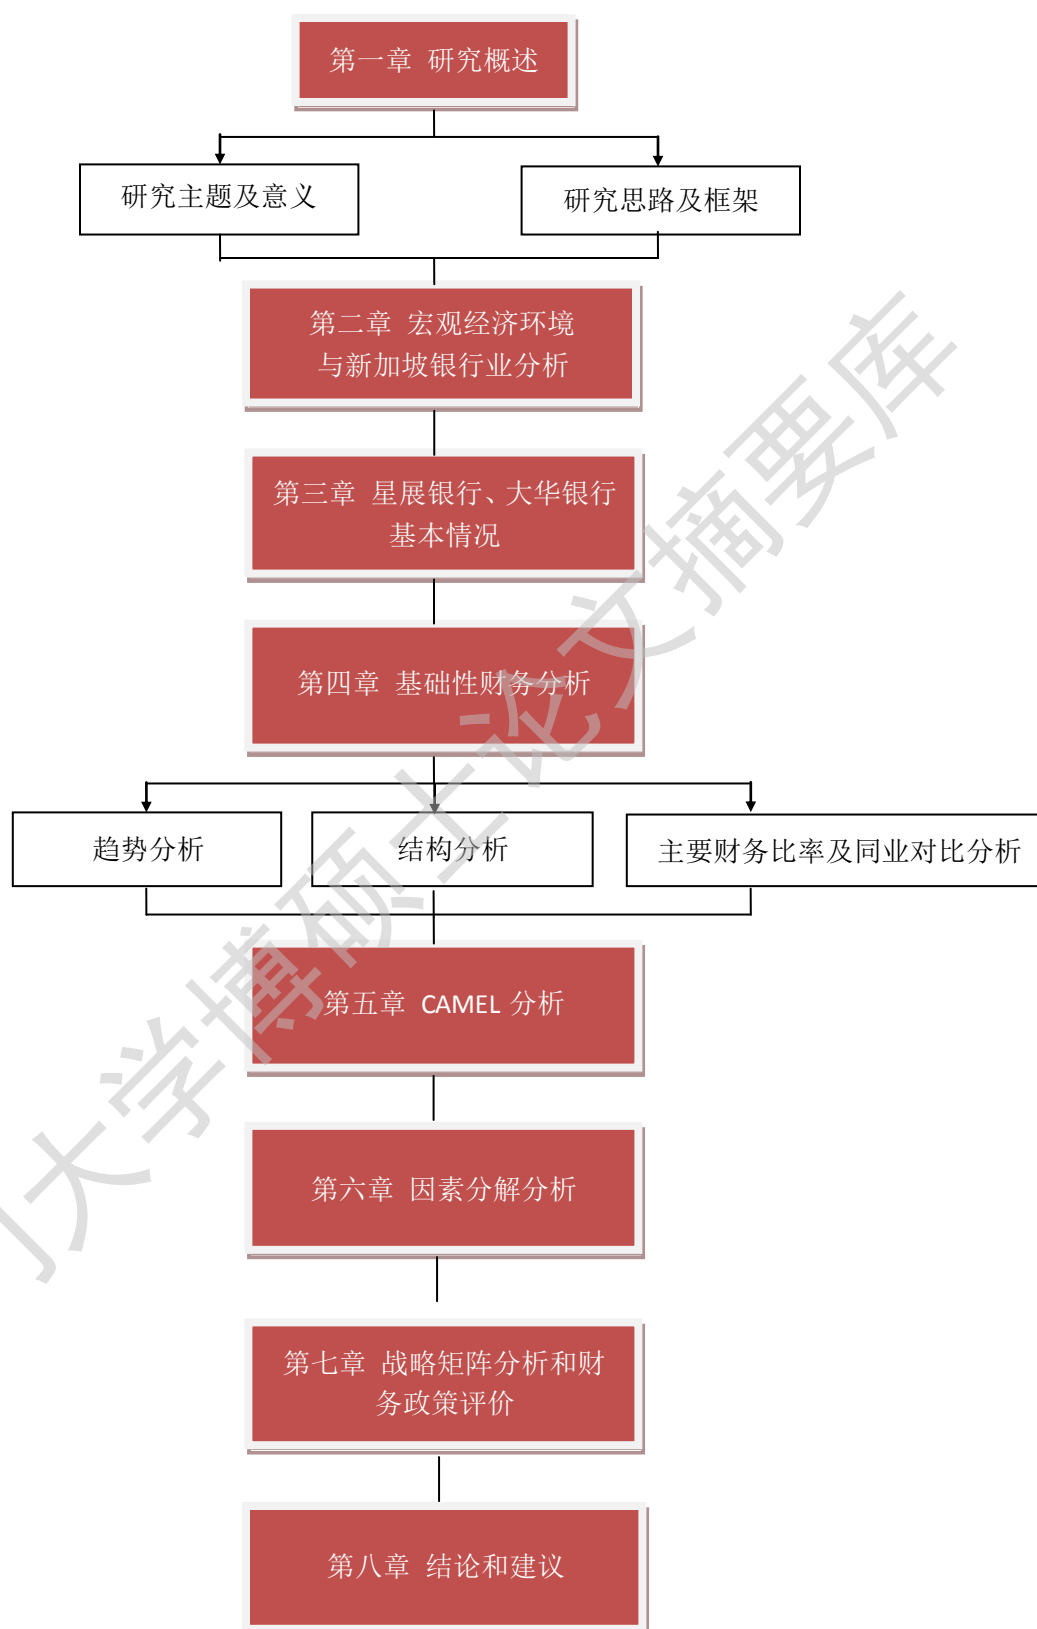 第一章 研究概述
研究主题及意义
研究思路及框架
第二章 宏观经济环境
与新加坡银行业分析
第三章 星展银行、大华银行
基本情况
第四章 基础性财务分析
趋势分析
结构分析
主要财务比率及同业对比分析
第五章 CAMEL 分析
第六章 因素分解分析
第七章 战略矩阵分析和财
务政策评价
第八章 结论和建议
大学博硕士论文摘要库